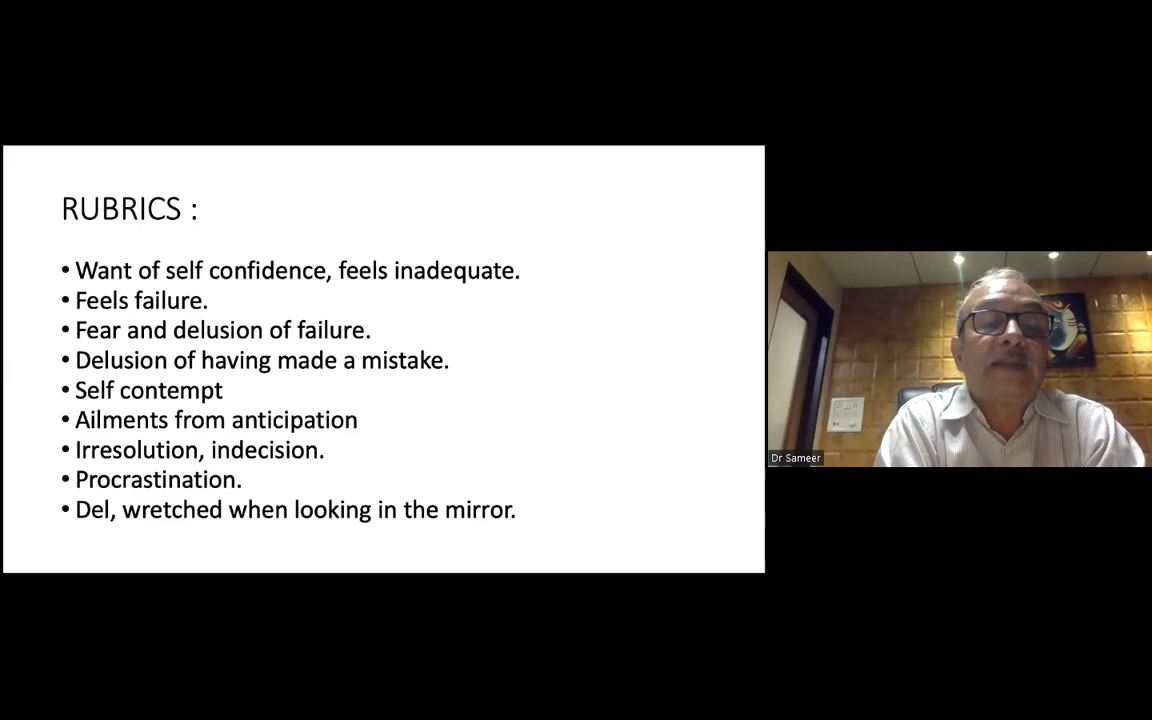 RUBRICS :
• Want of self confidence, feels inadequate.
• Feels failure.
• Fear and delusion of failure.
• Delusion of having made a mistake.
• Self contempt
• Ailments from anticipation
• Irresolution, indecision.
• Procrastination.
• Del, wretched when looking in the mirror.
Dr Sameer